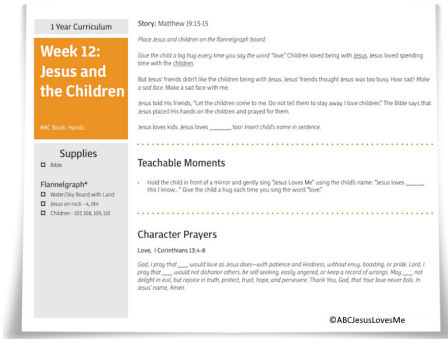 1 Year Curriculum
Week 12:
Jesus and
the Children
ABC Book: Hands
Supplies
Bible
Flannelgraph*
Water/Sky Board with Land
Jesus on rock - 4, 194
Children - 107, 108, 109, 110
Story: Matthew 19:13-15
Place Jesus and children on the flannelgraph board.
Give the child a big hug every time you say the word "love." Children loved being with Jesus. Jesus loved spending
time with the children.
But Jesus' friends didn't like the children being with Jesus. Jesus' friends thought Jesus was too busy. How sad! Make
a sad face. Make a sad face with me.
Jesus told His friends, "Let the children come to me. Do not tell them to stay away. I love children." The Bible says that
Jesus placed His hands on the children and prayed for them.
Jesus loves kids. Jesus loves ______, too! Insert child's name in sentence.
Teachable Moments
• Hold the child in front of a mirror and gently sing "Jesus Loves Me" using the child's name: "Jesus loves _____,
this I know..." Give the child a hug each time you sing the word "love."
Character Prayers
Love, I Corinthians 13:4-8
God, I pray that ___ would love as Jesus does—with patience and kindness, without envy, boasting, or pride. Lord, I
pray that ___ would not dishonor others, be self-seeking, easily angered, or keep a record of wrongs. May ___ not
delight in evil, but rejoice in truth, protect, trust, hope, and persevere. Thank You, God, that Your love never fails. In
Jesus' name, Amen.
©ABCJesusLovesMe